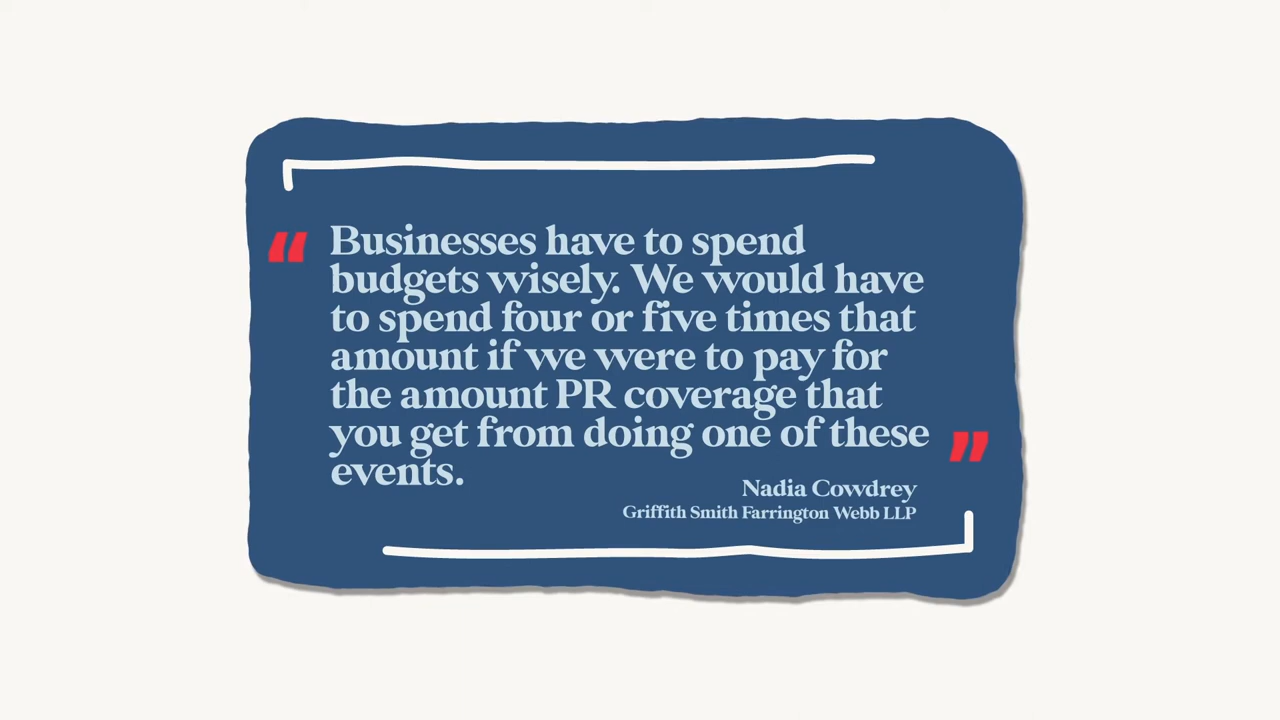 “ Businesses have to spend
budgets wisely. We would have
to spend four or five times that
amount if we were to pay for
the amount PR coverage that
you get from doing one of these
events. ”
Nadia Cowdrey
Griffith Smith Farrington Webb LLP